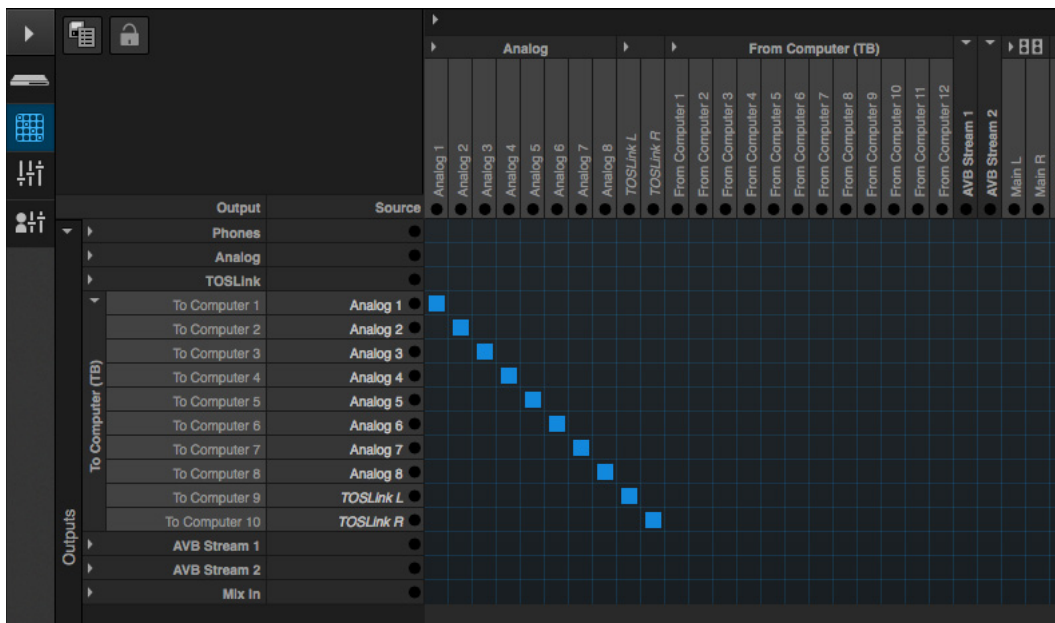 Analog
From Computer (TB)
Analog 1
Analog 2
Analog 3
Analog 4
Analog 5
Analog 6
Analog 7
Analog 8
TOSLink L
TOSLink R
From Computer 1
From Computer 2
From Computer 3
From Computer 4
From Computer 5
From Computer 6
From Computer 7
From Computer 8
From Computer 9
From Computer 10
From Computer 11
From Computer 12
AVB Stream 1
AVB Stream 2
Main L
Main R
Output Source
Outputs
Phones
Analog
TOSLink
To Computer (TB)
To Computer 1 Analog 1
To Computer 2 Analog 2
To Computer 3 Analog 3
To Computer 4 Analog 4
To Computer 5 Analog 5
To Computer 6 Analog 6
To Computer 7 Analog 7
To Computer 8 Analog 8
To Computer 9 TOSLink L
To Computer 10 TOSLink R
AVB Stream 1
AVB Stream 2
Mix In